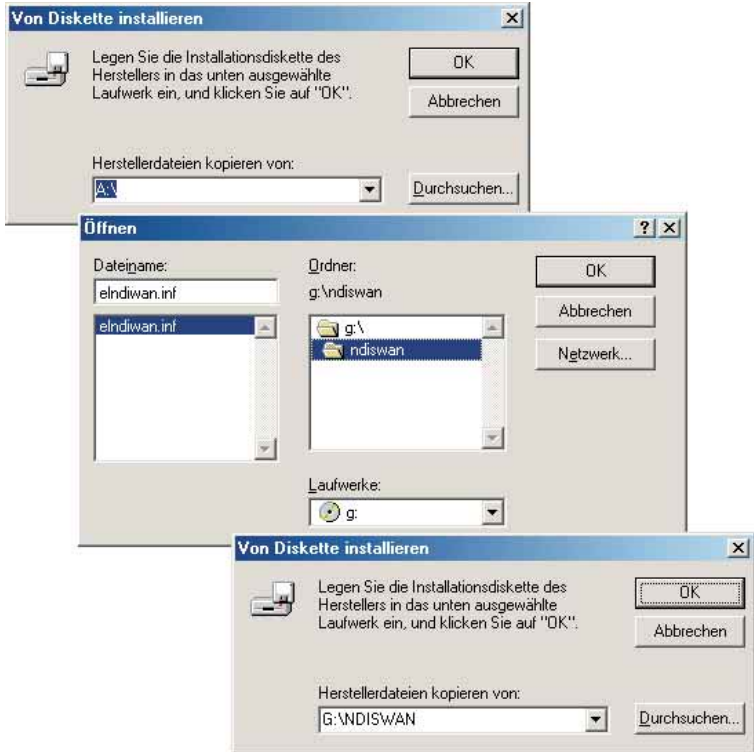 Von Diskette installieren
Legen Sie die Installationsdiskette des
Herstellers in das unten ausgewählte
Laufwerk ein, und klicken Sie auf "OK".
OK
Abbrechen
Herstellerdateien kopieren von:
A:\
Durchsuchen...
Öffnen
Dateiname:
elndiwan.inf
elndiwan.inf
Ordner:
g:\ndiswan
g:\
ndiswan
Laufwerke:
g:
OK
Abbrechen
Netzwerk...
Von Diskette installieren
Legen Sie die Installationsdiskette des
Herstellers in das unten ausgewählte
Laufwerk ein, und klicken Sie auf "OK".
OK
Abbrechen
Herstellerdateien kopieren von:
G:\NDISWAN
Durchsuchen...